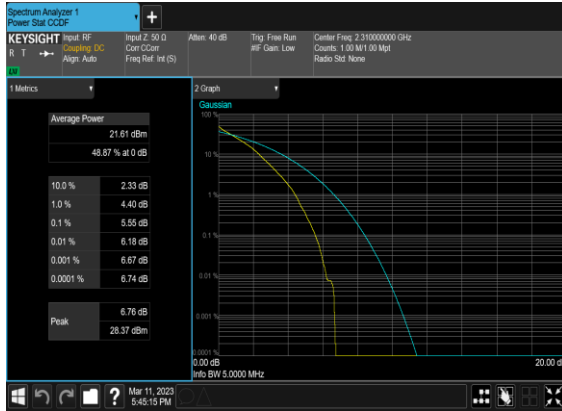 Spectrum Analyzer 1
Power Stat CCDF
+
KEYSIGHT
R T
LU
Input: RF
Coupling: DC
Align: Auto
Input Z: 50 Ω
Corr CCorr
Freq Ref: Int (S)
Atten: 40 dB
Trig: Free Run
#IF Gain: Low
Center Freq: 2.310000000 GHz
Counts: 1.00 M/1.00 Mpt
Radio Std: None
1 Metrics
Average Power
21.61 dBm
48.87 % at 0 dB
10.0 % 2.33 dB
1.0 % 4.40 dB
0.1 % 5.55 dB
0.01 % 6.18 dB
0.001 % 6.67 dB
0.0001 % 6.74 dB
Peak
6.76 dB
28.37 dBm
2 Graph
Gaussian
100 %
10 %
1 %
0.1 %
0.01 %
0.001 %
0.0001 %
0.00 dB
20.00 d
Info BW 5.0000 MHz
?
Mar 11, 2023
5:45:15 PM